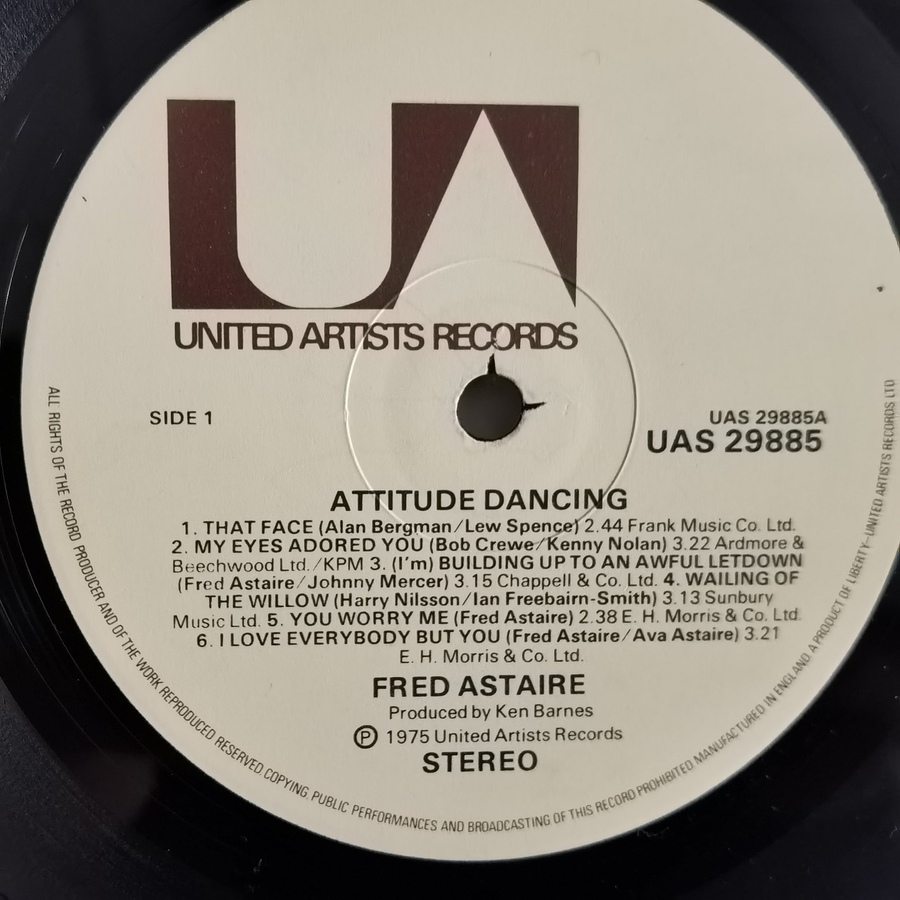 UA
UNITED ARTISTS RECORDS
SIDE 1
UAS 29885A
UAS 29885
ATTITUDE DANCING
1. THAT FACE (Alan Bergman/Lew Spence) 2.44 Frank Music Co. Ltd.
2. MY EYES ADORED YOU (Bob Crewe/Kenny Nolan) 3.22 Ardmore &
Beechwood Ltd./KPM 3. (I'm) BUILDING UP TO AN AWFUL LETDOWN
(Fred Astaire/Johnny Mercer) 3.15 Chappell & Co. Ltd. 4. WAILING OF
THE WILLOW (Harry Nilsson/Ian Freebairn-Smith) 3.13 Sunbury
Music Ltd. 5. YOU WORRY ME (Fred Astaire) 2.38 E. H. Morris & Co. Ltd.
6. I LOVE EVERYBODY BUT YOU (Fred Astaire/Ava Astaire) 3.21
E. H. Morris & Co. Ltd.
FRED ASTAIRE
Produced by Ken Barnes
Ⓟ 1975 United Artists Records
STEREO
ALL RIGHTS OF THE RECORD PRODUCER AND OF THE WORK REPRODUCED RESERVED. COPYING, PUBLIC PERFORMANCES AND BROADCASTING OF THIS RECORD PROHIBITED. MANUFACTURED IN ENGLAND. A PRODUCT OF LIBERTY-UNITED ARTISTS RECORDS LTD